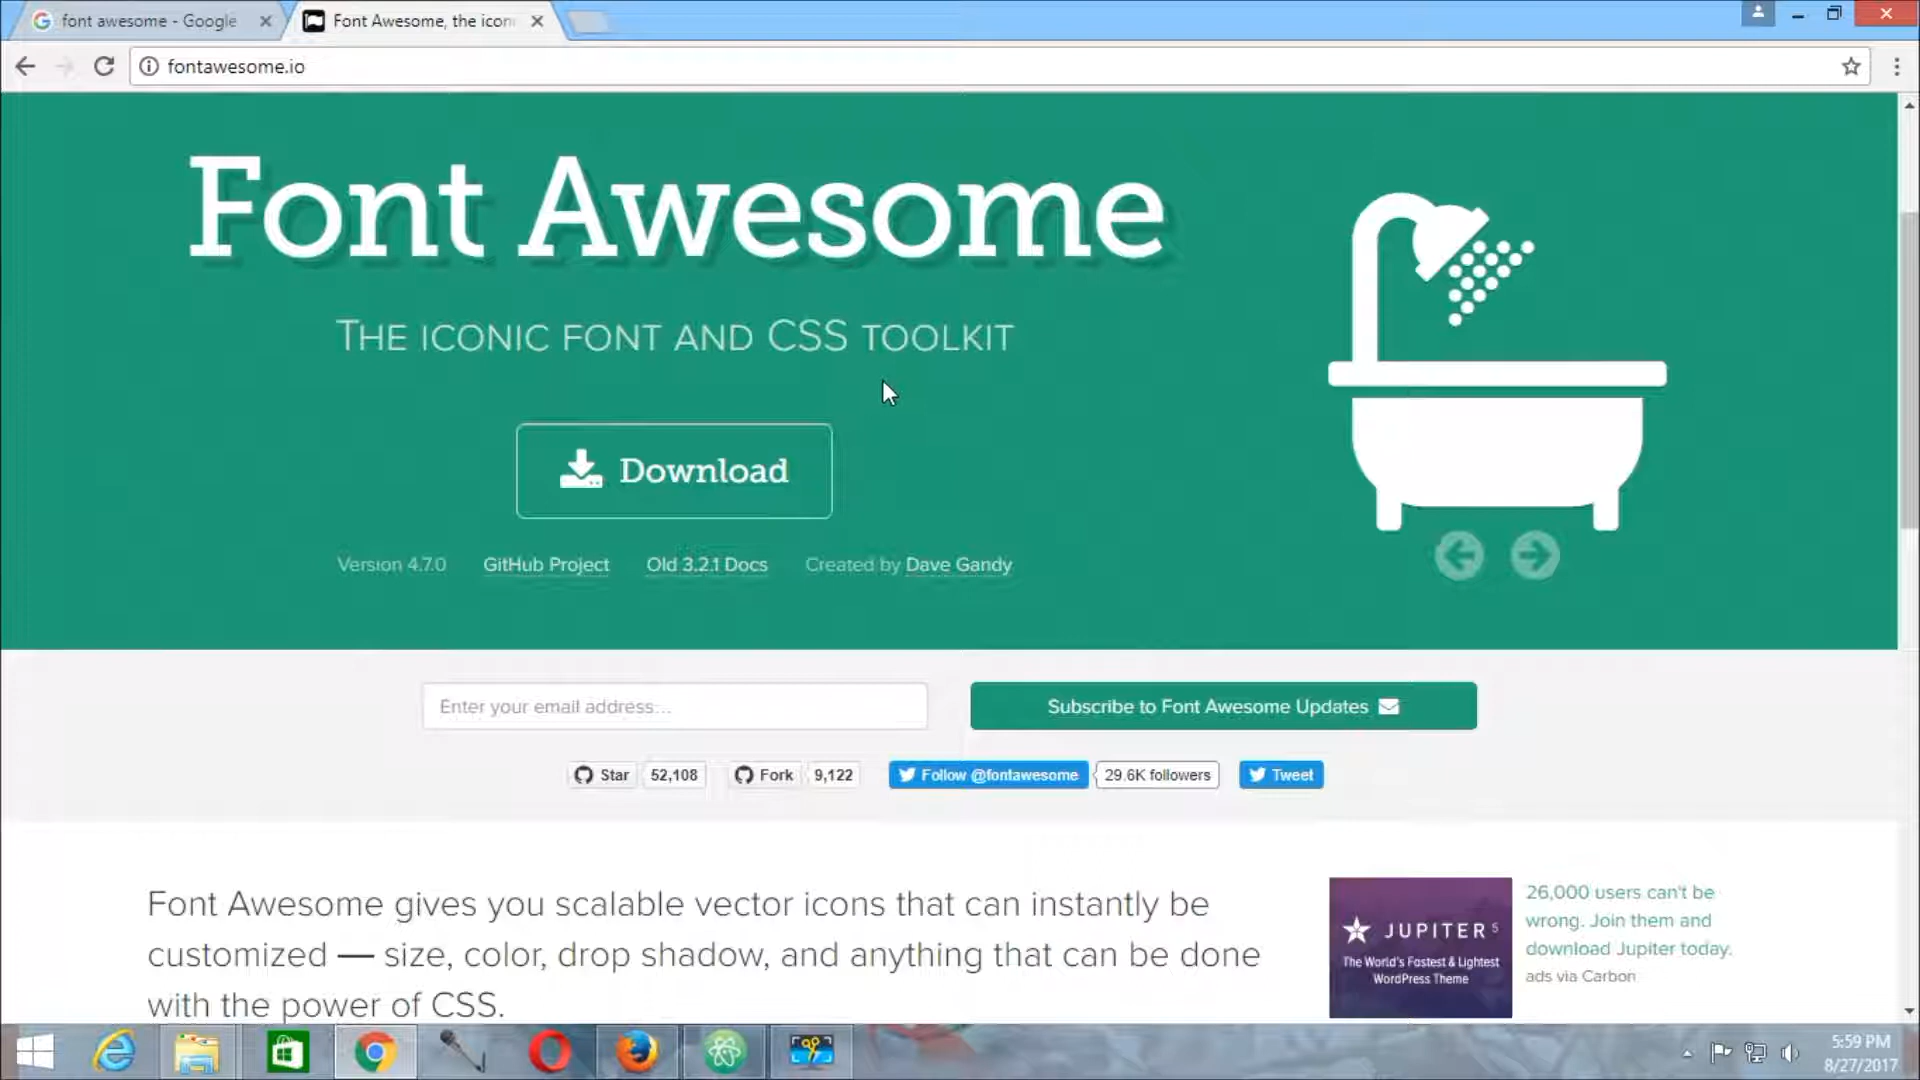 font awesome - Google
Font Awesome, the icon
fontawesome.io
Font Awesome
THE ICONIC FONT AND CSS TOOLKIT
Download
Version 4.7.0 GitHub Project Old 3.2.1 Docs Created by Dave Gandy
Enter your email address...
Subscribe to Font Awesome Updates
Star 52,108 Fork 9,122 Follow @fontawesome 29.6K followers Tweet
Font Awesome gives you scalable vector icons that can instantly be
customized — size, color, drop shadow, and anything that can be done
with the power of CSS.
JUPITER 5
The World's Fastest & Lightest
WordPress Theme
26,000 users can't be
wrong. Join them and
download Jupiter today.
ads via Carbon
5:59 PM
8/27/2017